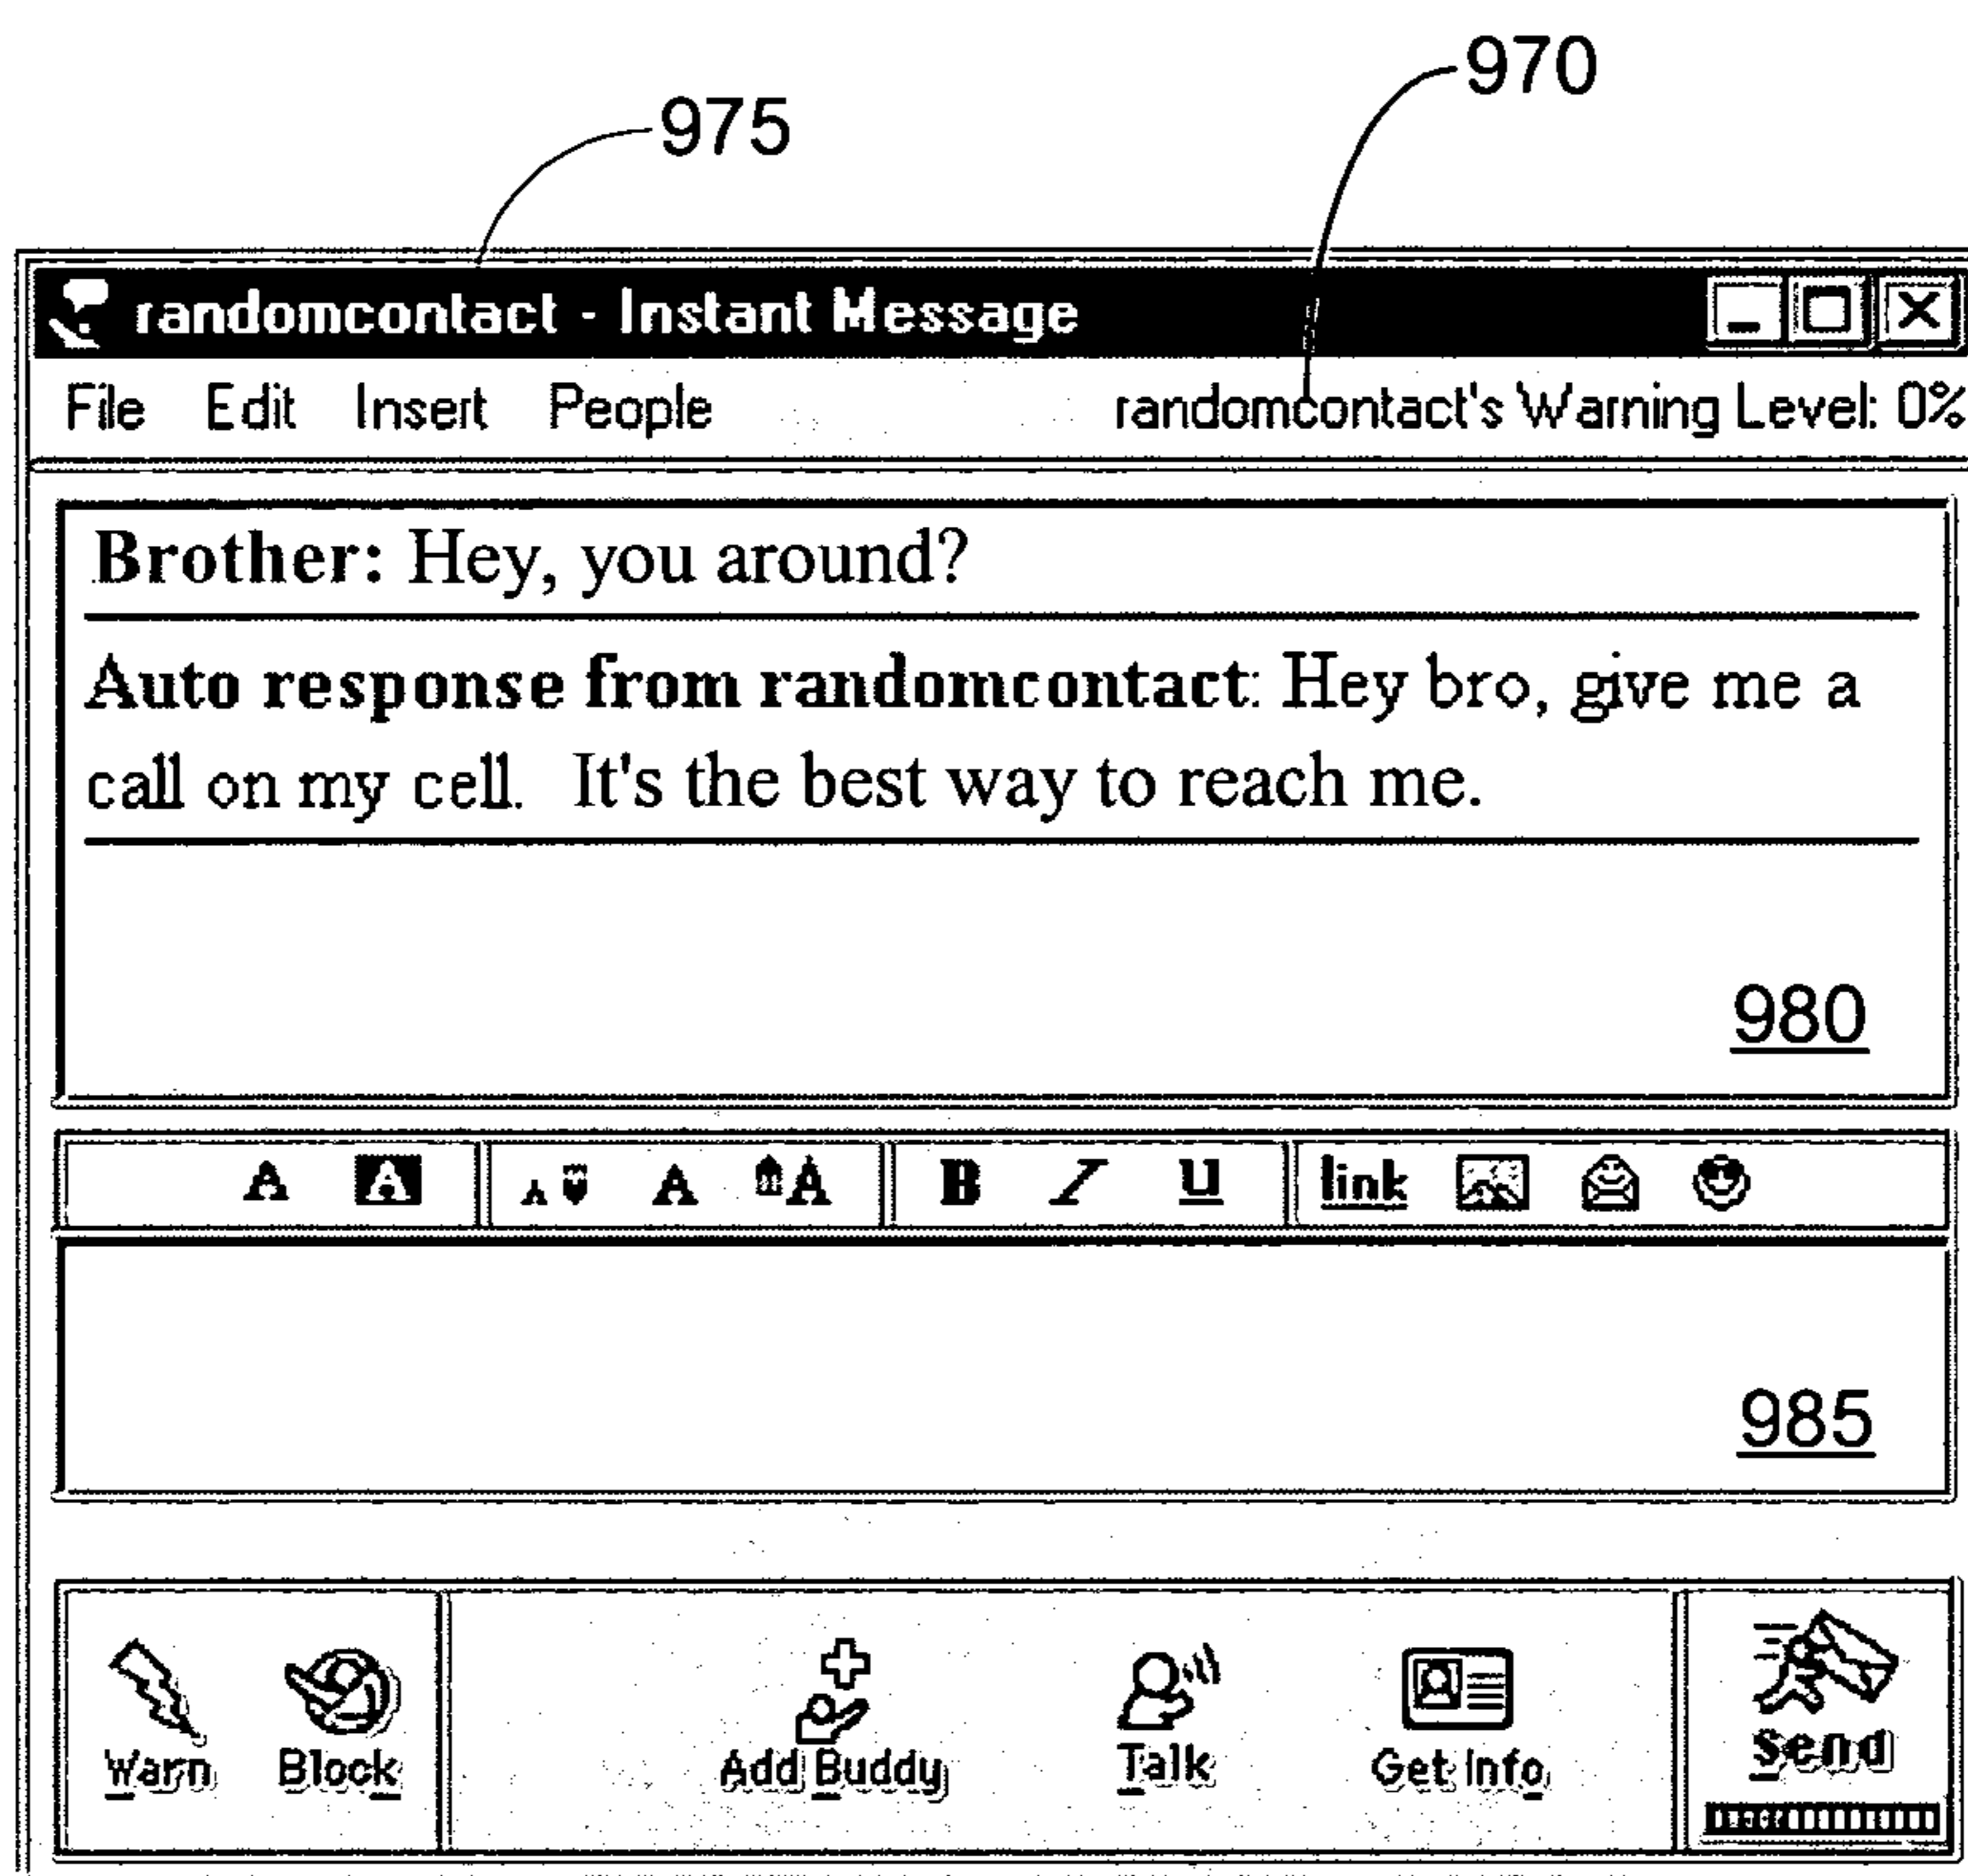 970
975
randomcontact - Instant Message
File Edit Insert People randomcontact's Warning Level: 0%
Brother: Hey, you around?
Auto response from randomcontact: Hey bro, give me a
call on my cell. It's the best way to reach me.
980
A A A A A B I U link
985
Warn Block Add Buddy Talk Get Info Send